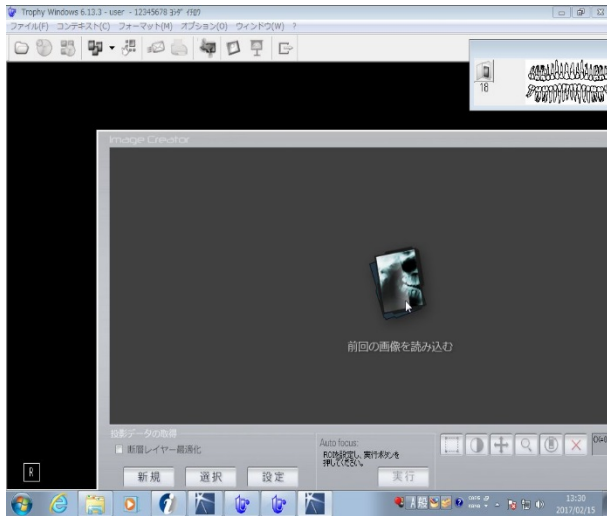 Trophy Windows 6.13.3 - user - 12345678
ファイル(F) コンテキスト(C) フォーマット(M) オプション(O) ウィンドウ(W) ?
18
Image Creator
前回の画像を読み込む
投影データの取得
断層レイヤー最適化
新規 選択 設定
Auto focus:
ROI設定し、実行ボタンを
押してください。
実行
R
13:30
2017/02/15